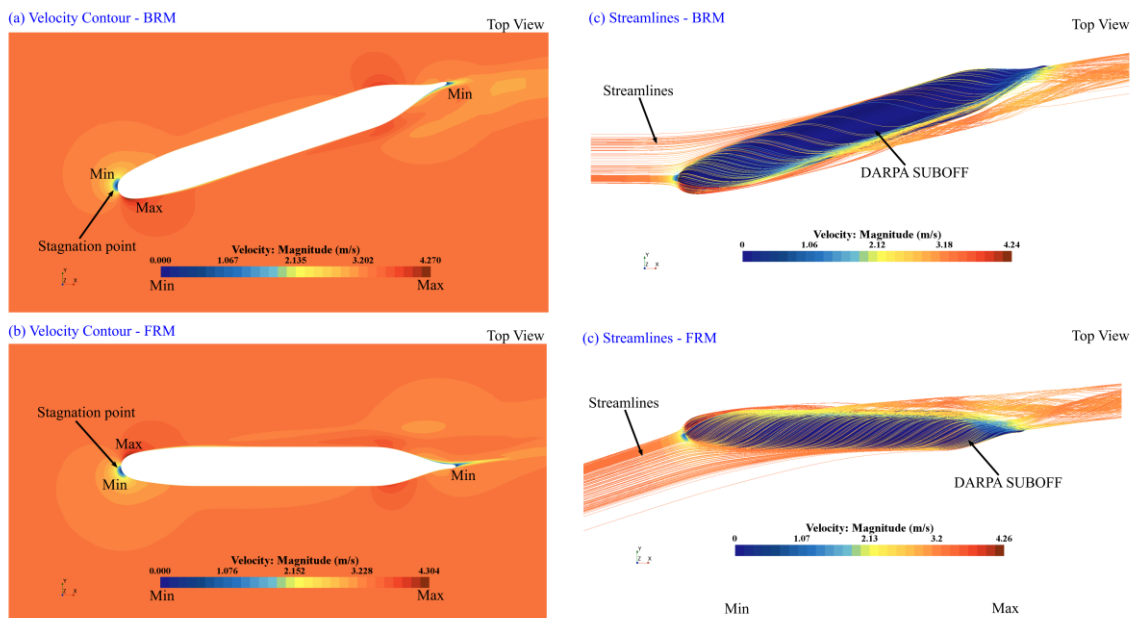 (a) Velocity Contour - BRM
Top View
Min
Min
Max
Stagnation point
Velocity: Magnitude (m/s)
0.000 1.067 2.135 3.202 4.270
Min Max
Y
Z X
(c) Streamlines - BRM
Top View
Streamlines
DARPA SUBOFF
Velocity: Magnitude (m/s)
0 1.06 2.12 3.18 4.24
Y
Z X
(b) Velocity Contour - FRM
Top View
Stagnation point
Max
Min
Min
Velocity: Magnitude (m/s)
0.000 1.076 2.152 3.228 4.304
Min Max
Y
Z X
(c) Streamlines - FRM
Top View
Streamlines
DARPA SUBOFF
Velocity: Magnitude (m/s)
0 1.07 2.13 3.2 4.26
Y
Z X
Min Max